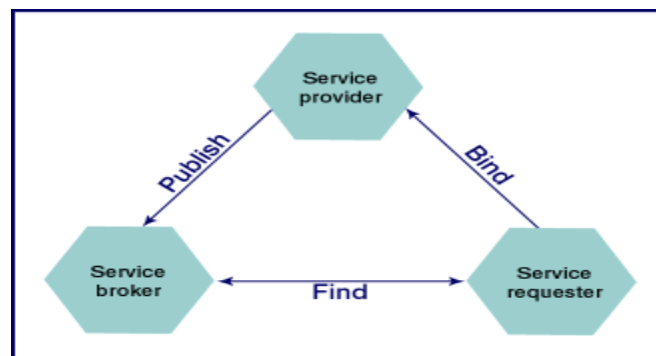 Service
provider
Publish
Bind
Service
broker
Find
Service
requester